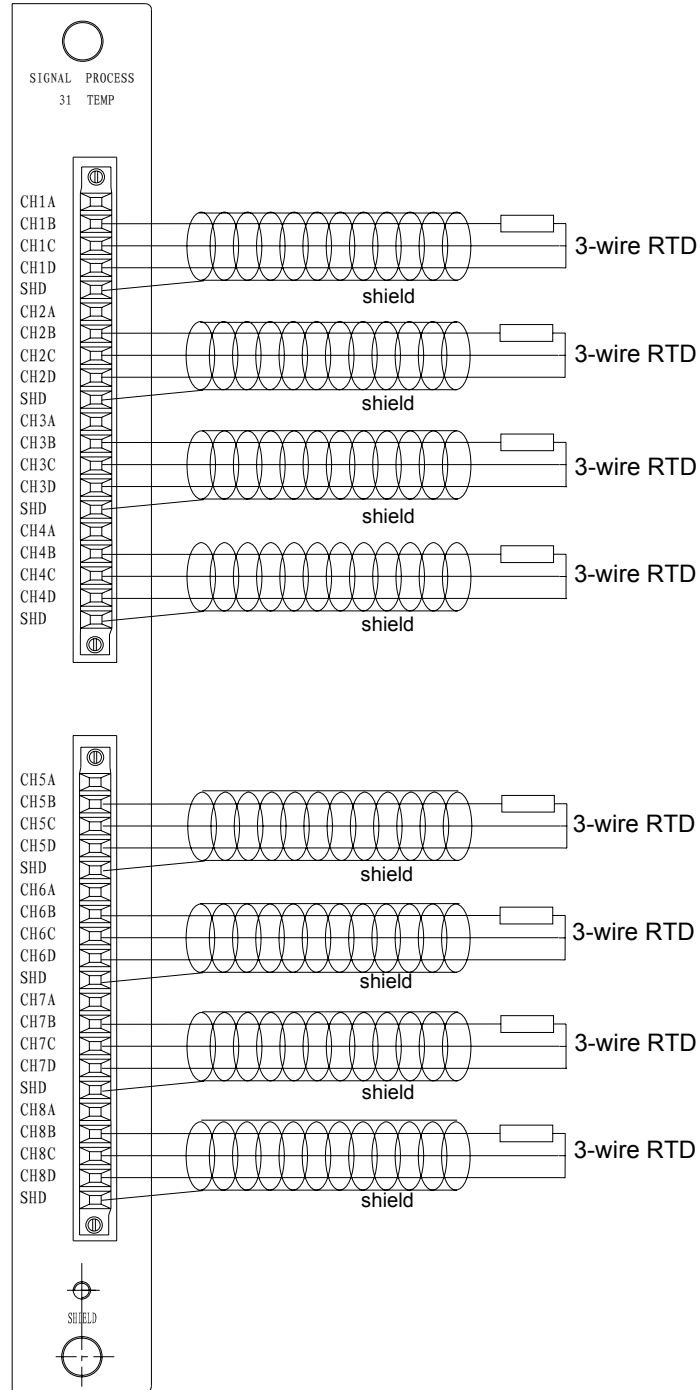 SIGNAL PROCESS
31 TEMP
CH1A
CH1B
CH1C
CH1D
SHD
CH2A
CH2B
CH2C
CH2D
SHD
CH3A
CH3B
CH3C
CH3D
SHD
CH4A
CH4B
CH4C
CH4D
SHD
3-wire RTD
shield
3-wire RTD
shield
3-wire RTD
shield
3-wire RTD
shield
CH5A
CH5B
CH5C
CH5D
SHD
CH6A
CH6B
CH6C
CH6D
SHD
CH7A
CH7B
CH7C
CH7D
SHD
CH8A
CH8B
CH8C
CH8D
SHD
3-wire RTD
shield
3-wire RTD
shield
3-wire RTD
shield
3-wire RTD
shield
SHIELD